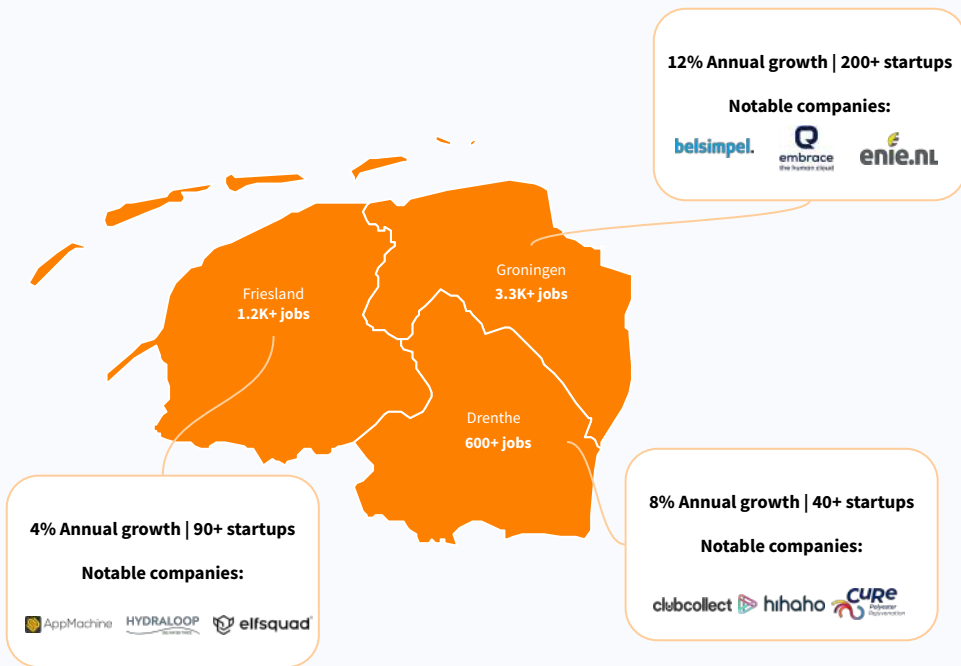 12% Annual growth | 200+ startups
Notable companies:
belsimpel.
embrace
the human cloud
enie.nl
Groningen
3.3K+ jobs
Friesland
1.2K+ jobs
Drenthe
600+ jobs
4% Annual growth | 90+ startups
Notable companies:
AppMachine
HYDRALOOP
elfsquad
8% Annual growth | 40+ startups
Notable companies:
clubcollect
hihaho
CURe
Polyester
Rejuvenation